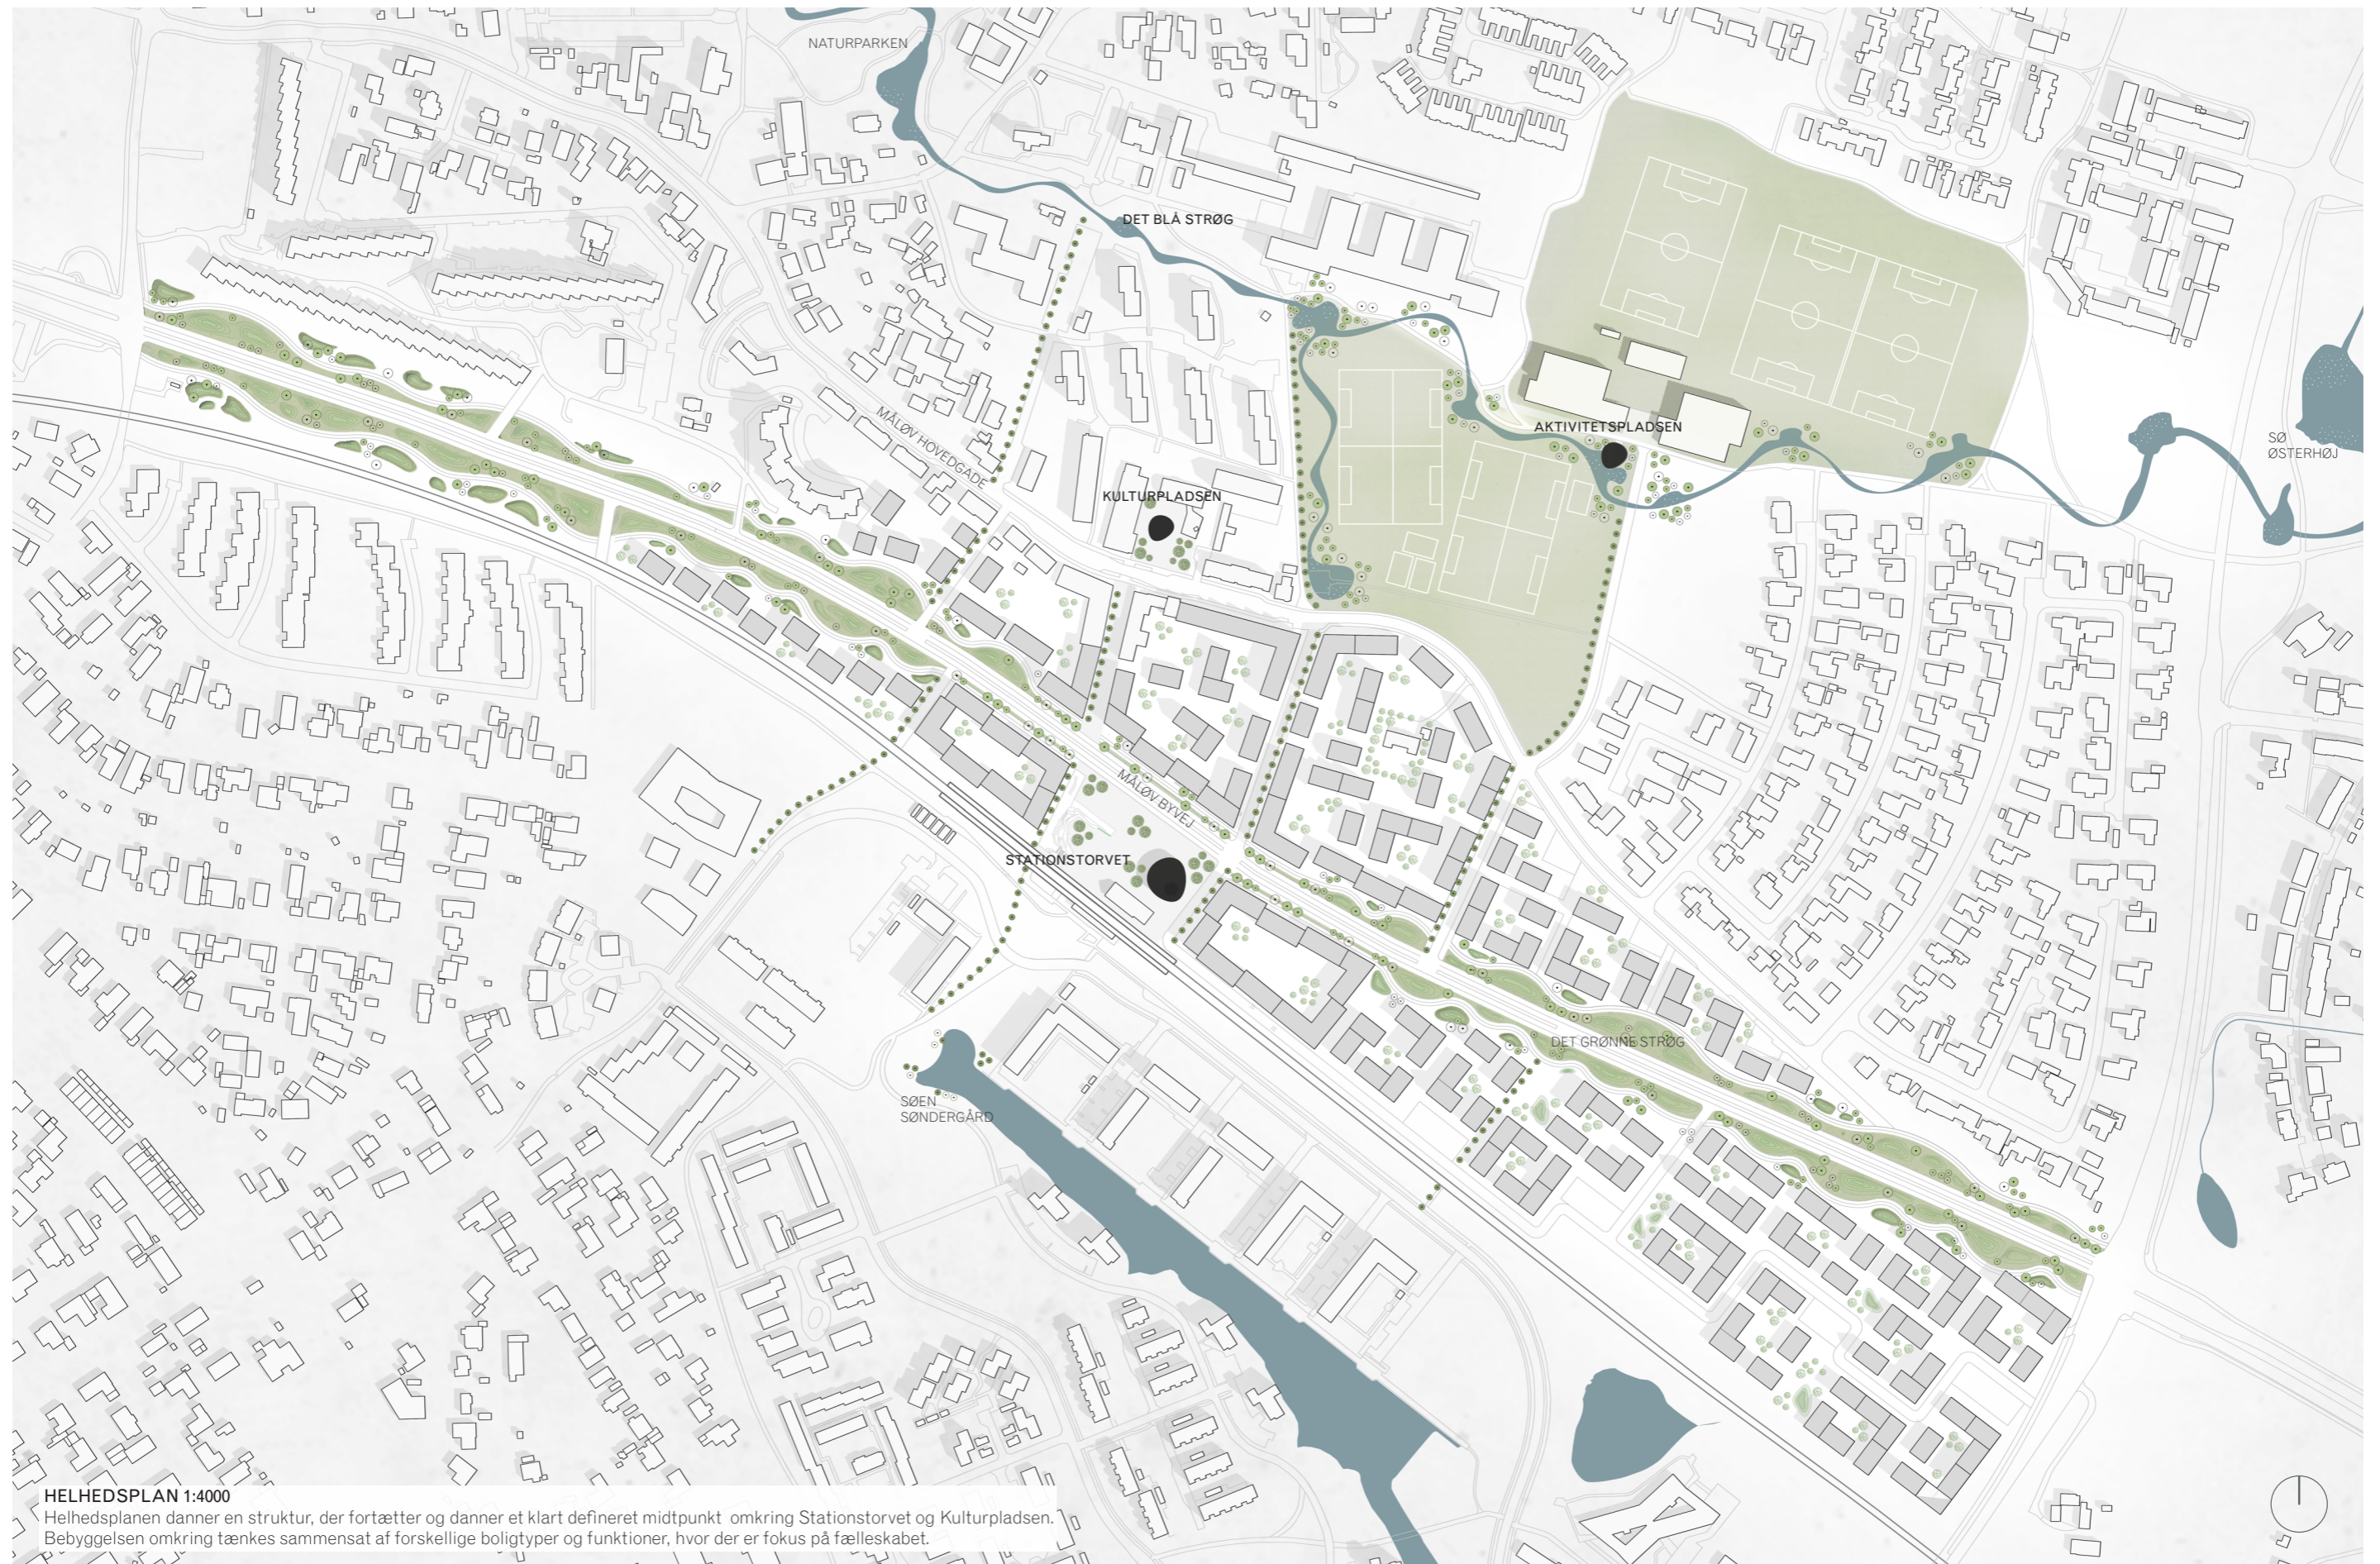 NATURPARKEN
DET BLÅ STRØG
MÅLØV HOVEDGADE
AKTIVITETSPLADSEN
SØ
ØSTERHØJ
KULTURPLADSEN
MÅLØV BYVEJ
STATIONSTORVET
DET GRØNNE STRØG
SØEN
SØNDERGÅRD
HELHEDSPLAN 1:4000
Helhedsplanen danner en struktur, der fortætter og danner et klart defineret midtpunkt omkring Stationstorvet og Kulturpladsen.
Bebyggelsen omkring tænkes sammensat af forskellige boligtyper og funktioner, hvor der er fokus på fælleskabet.